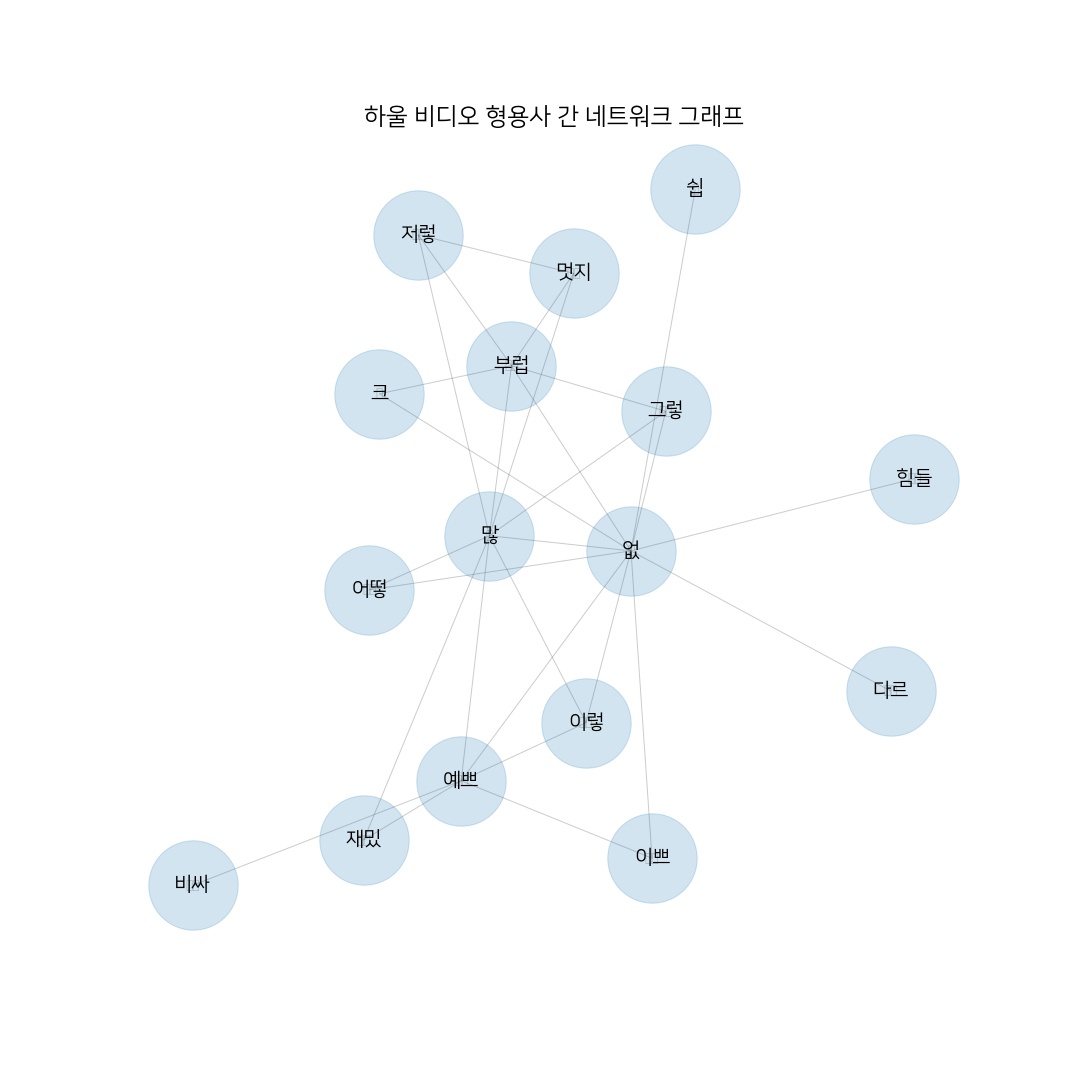 하울 비디오 형용사 간 네트워크 그래프
쉽
저렇
멋지
부럽
크
그렇
힘들
많
없
어떻
다르
이렇
예쁘
재밌
이쁘
비싸